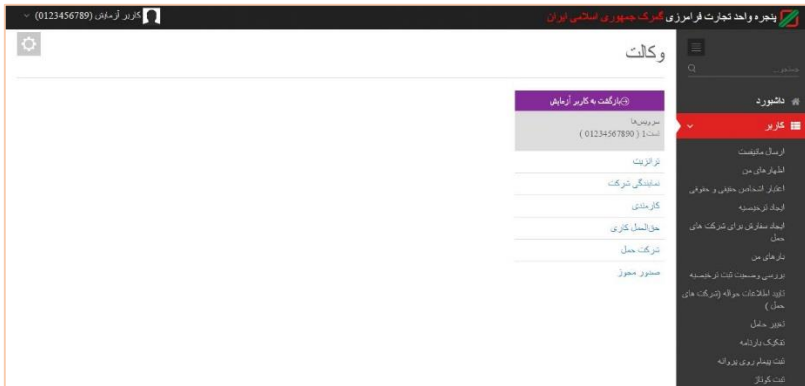 پنجره واحد تجارت فرامرزی گمرک جمهوری اسلامی ایران
کاربر آزمایش (0123456789)
جستجو...
داشبورد
کاربر
ارسال مانیفست
اظهارهای من
اعتبار اشخاص حقیقی و حقوقی
ایجاد ترخیصیه
ایجاد سفارش برای شرکت های
حمل
بارهای من
بررسی وضعیت ثبت ترخیصیه
تایید اطلاعات حواله (شرکت های
حمل )
تغییر حامل
تفکیک بارنامه
ثبت پیمام روی پروانه
ثبت کوتاژ
وکالت
بازگشت به کاربر آزمایش
سرویس‌ها
تست1 ( 01234567890 )
ترانزیت
نمایندگی شرکت
کارمندی
حق‌العمل کاری
شرکت حمل
صدور مجوز